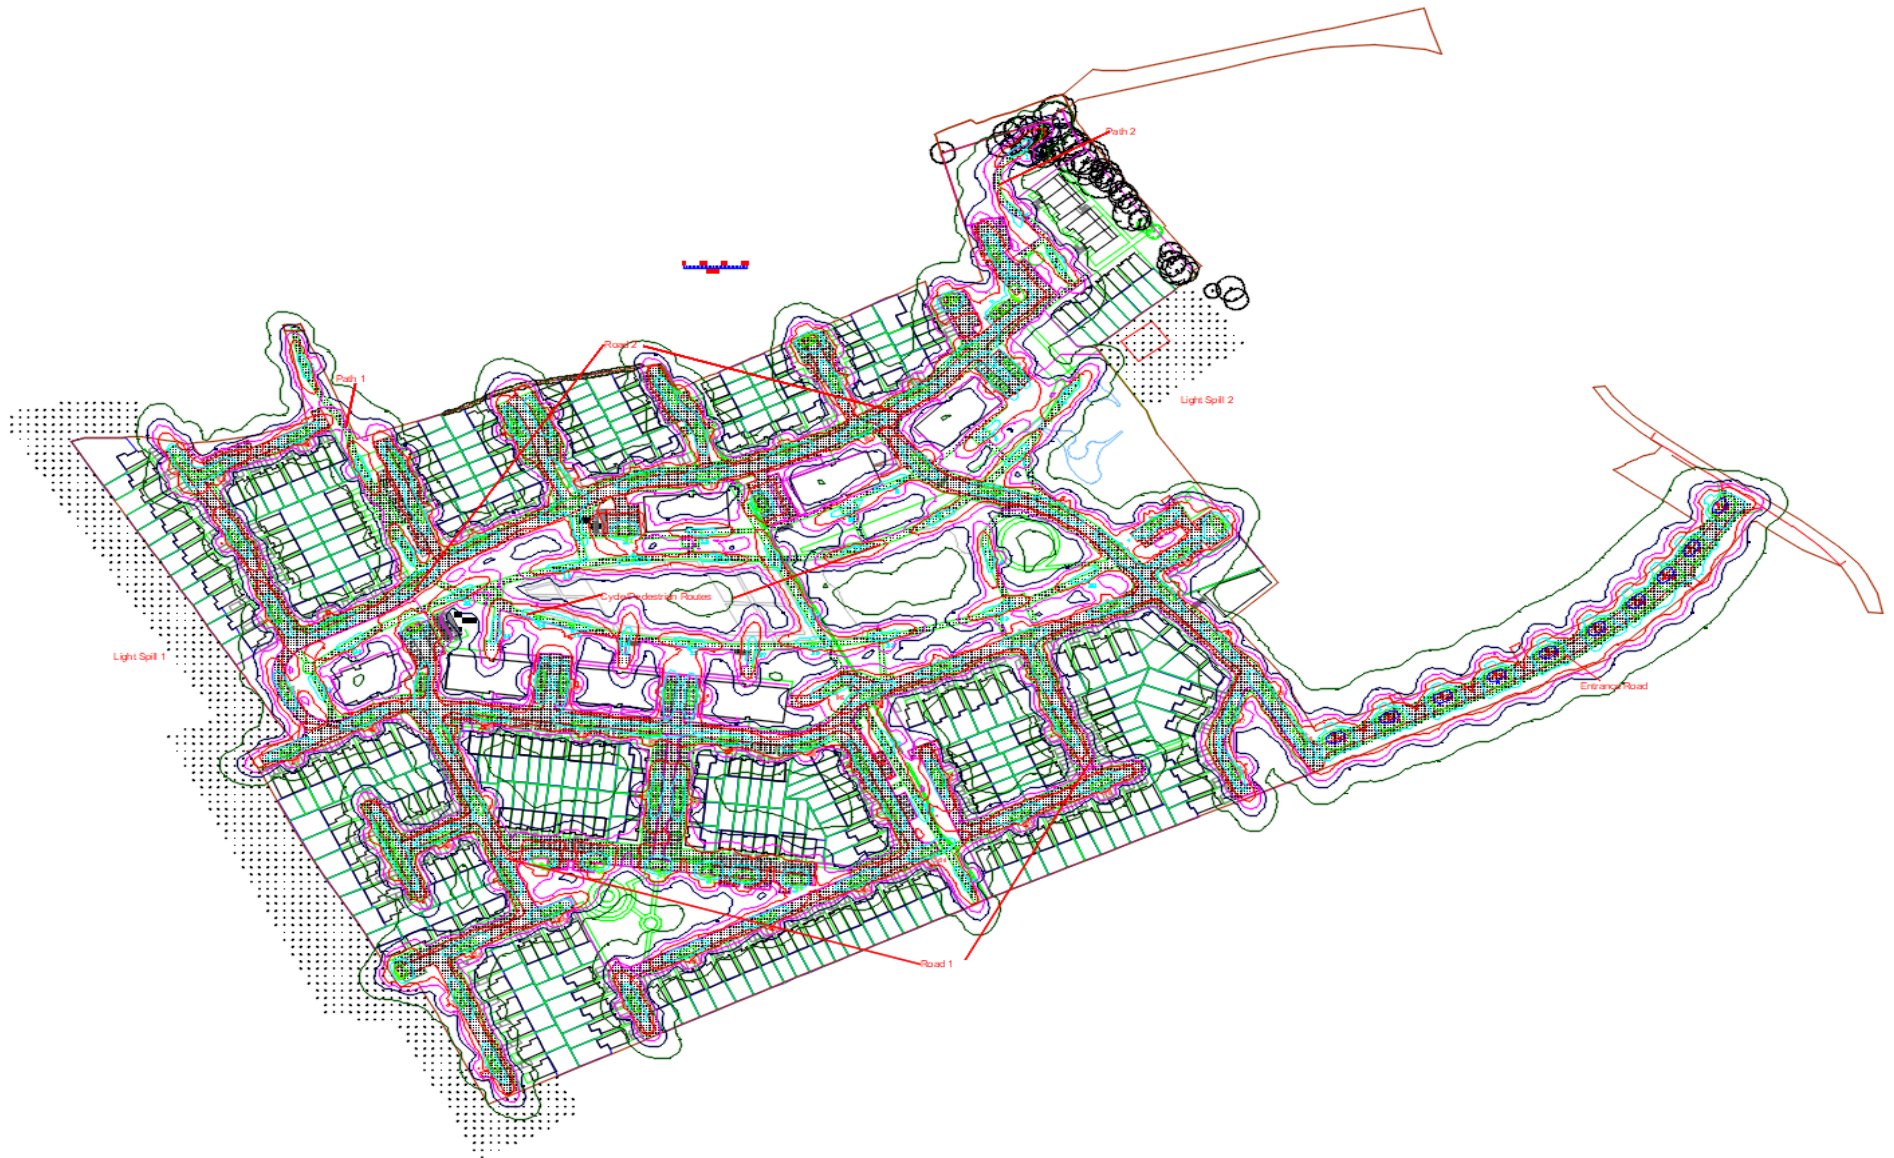 Path 2
Road 2
Path 1
Light Spill 2
Cycle/Pedestrian Routes
Light Spill 1
Entrance Road
Road 1